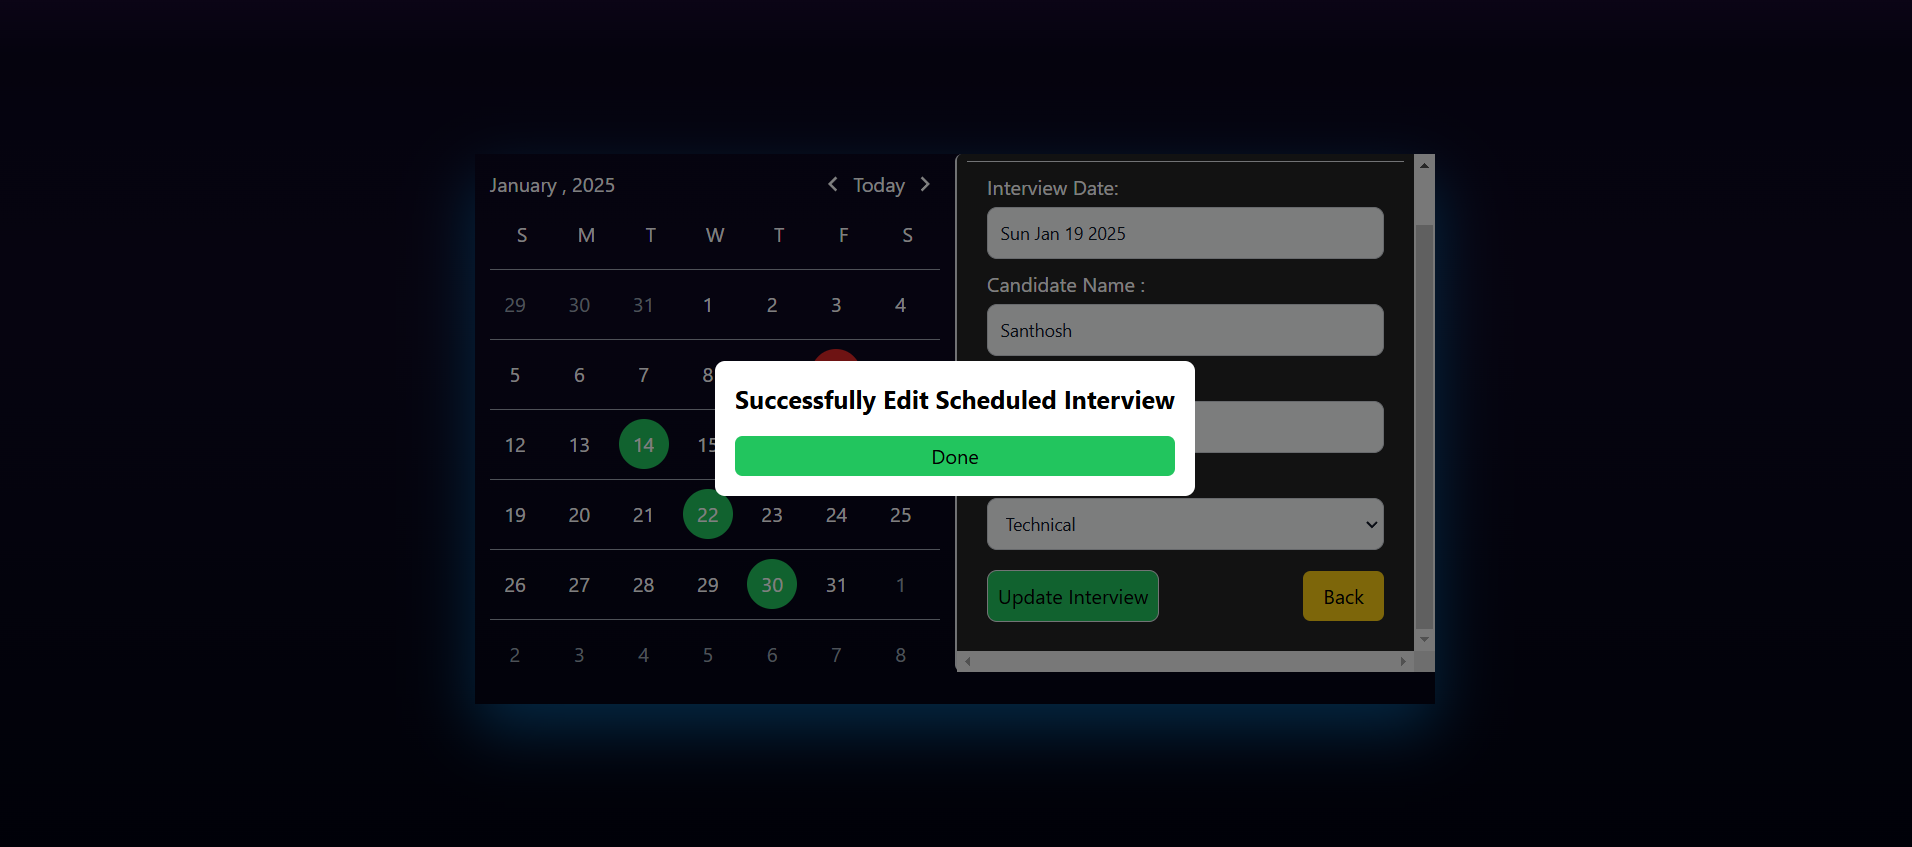 January , 2025 Today
S M T W T F S
29 30 31 1 2 3 4
5 6 7 8
12 13 14 15
19 20 21 22 23 24 25
26 27 28 29 30 31 1
2 3 4 5 6 7 8
Interview Date:
Sun Jan 19 2025
Candidate Name :
Santhosh
Technical
Update Interview Back
Successfully Edit Scheduled Interview
Done